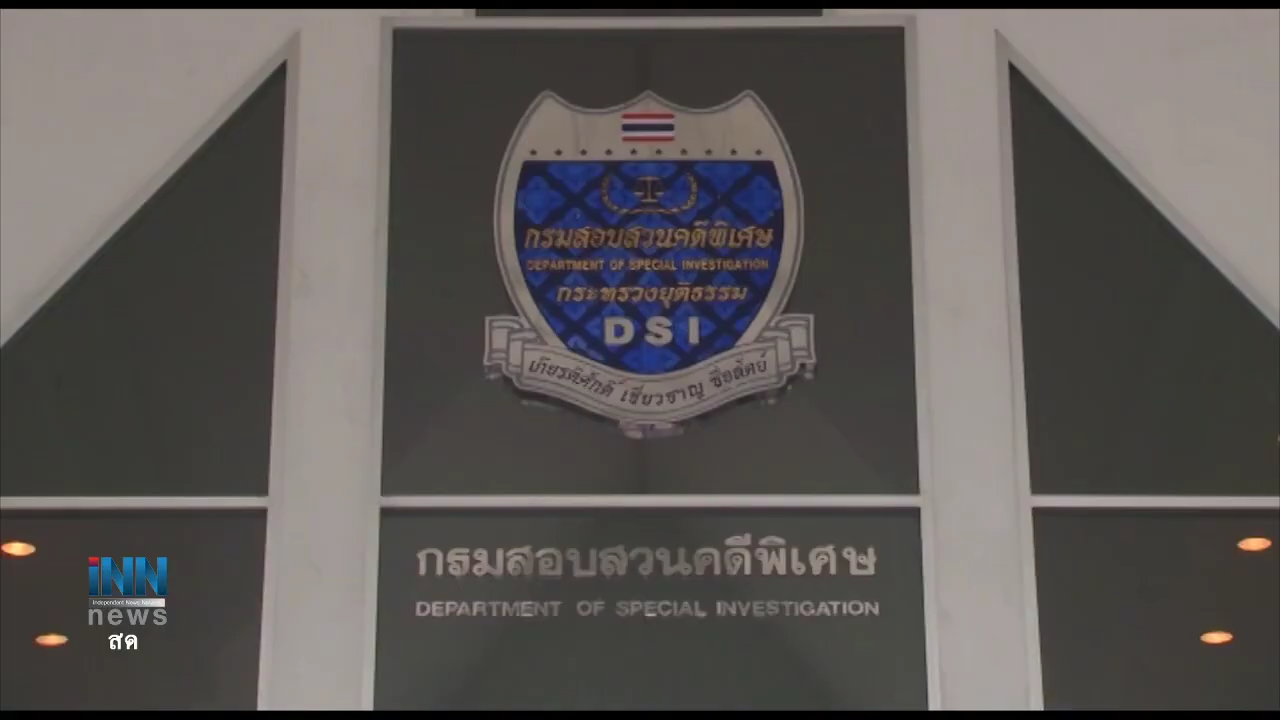 กรมสอบสวนคดีพิเศษ
DEPARTMENT OF SPECIAL INVESTIGATION
กระทรวงยุติธรรม
DSI
เกียรติศักดิ์ เชี่ยวชาญ ซื่อสัตย์
กรมสอบสวนคดีพิเศษ
DEPARTMENT OF SPECIAL INVESTIGATION
iNN
Independent News Network
news
สด